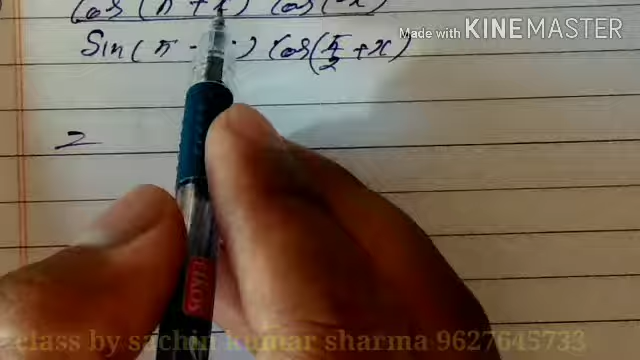 Cos (π + x) Cos(-x)
Sin( π - ) Cos(π/2 + x)
=
Made with KINEMASTER
class by sachin kumar sharma 9627645733